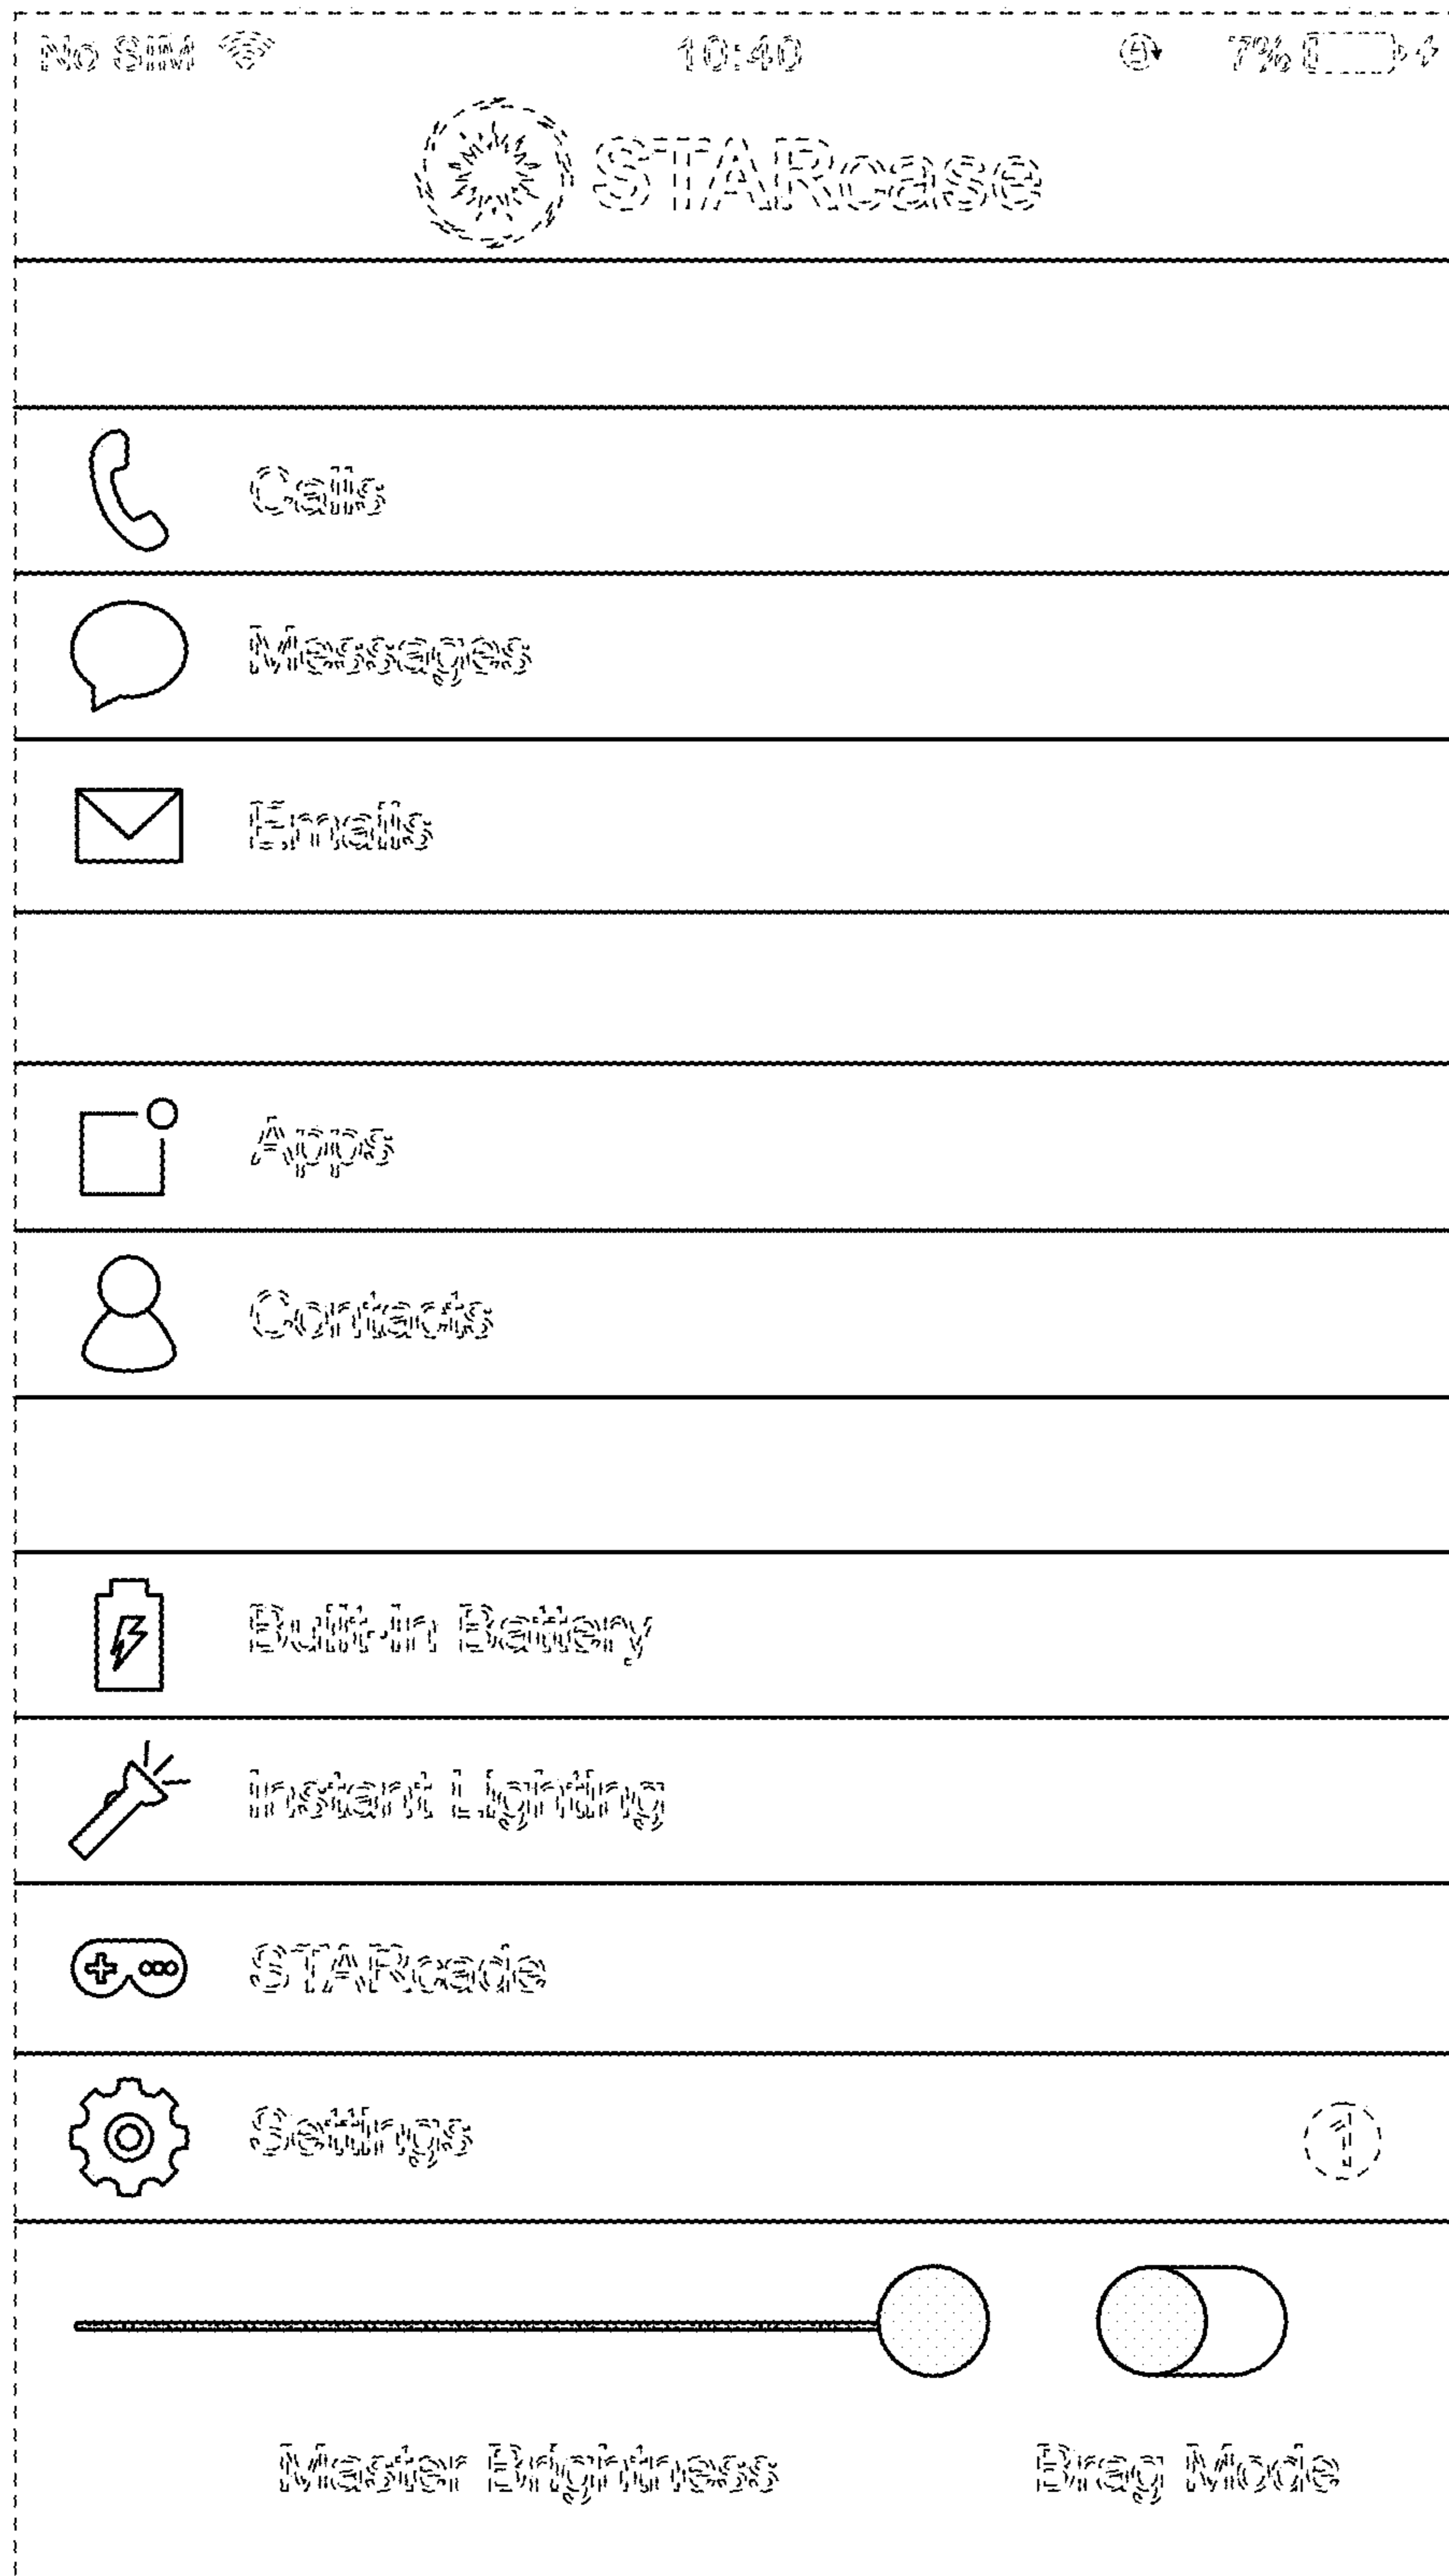 No SIM 10:40 7%
STARcase
Calls
Messages
Emails
Apps
Contacts
Built-in Battery
Instant Lighting
STARcade
Settings 1
Master Brightness Brag Mode